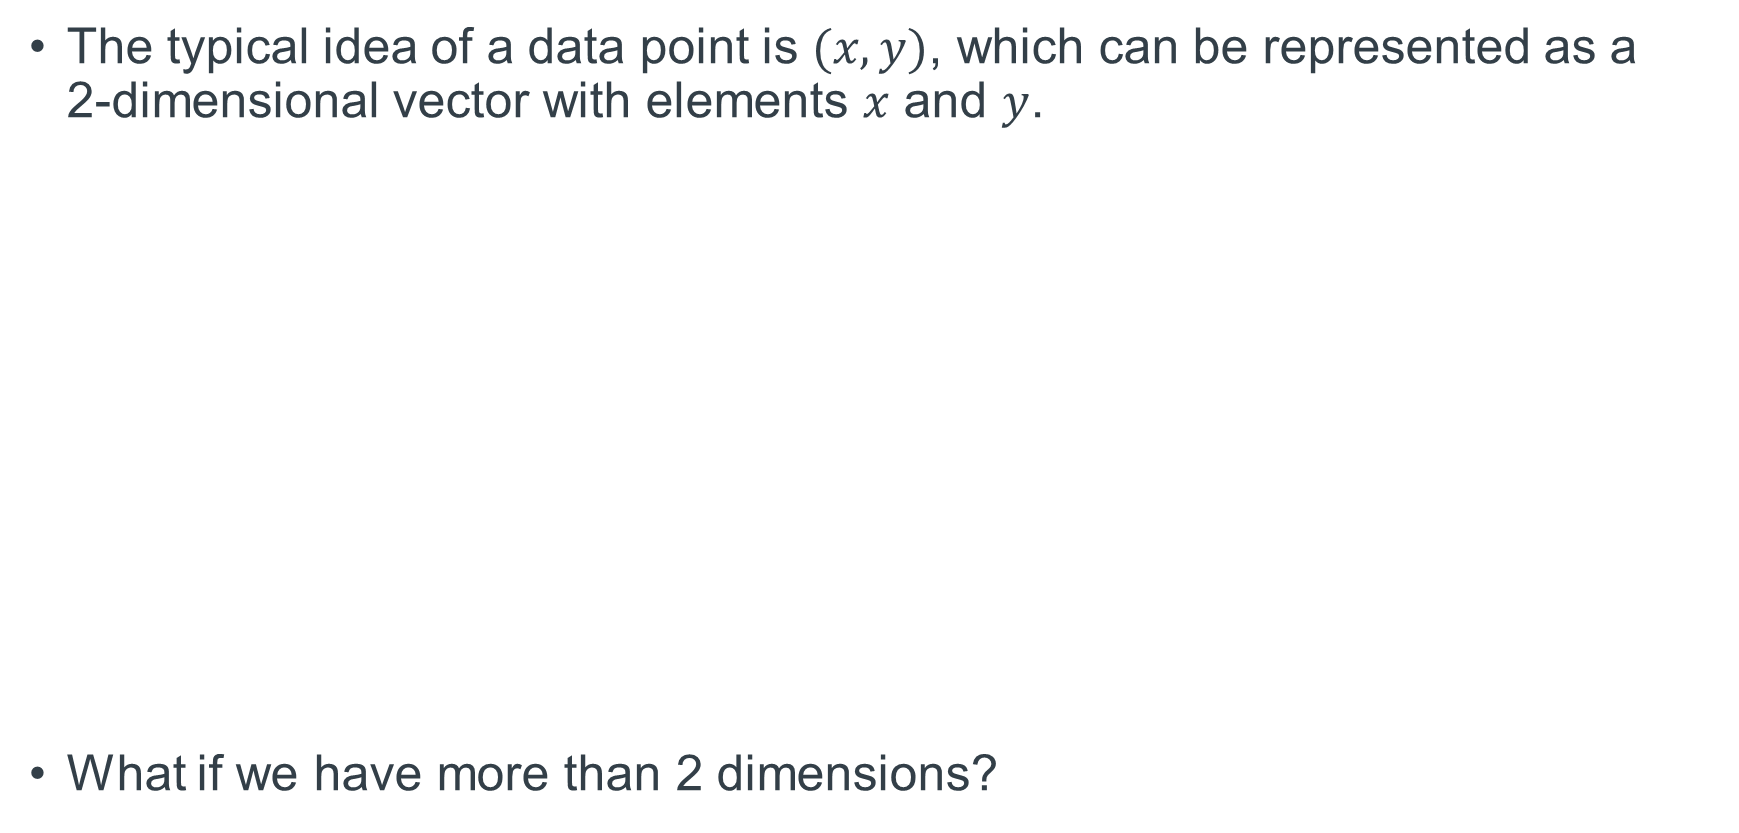 • The typical idea of a data point is (x, y), which can be represented as a
2-dimensional vector with elements x and y.
• What if we have more than 2 dimensions?